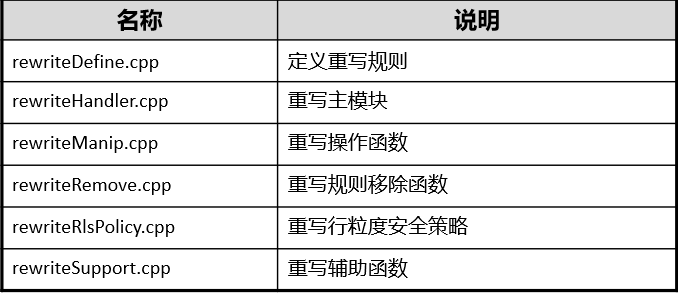 名称 说明
rewriteDefine.cpp 定义重写规则
rewriteHandler.cpp 重写主模块
rewriteManip.cpp 重写操作函数
rewriteRemove.cpp 重写规则移除函数
rewriteRlsPolicy.cpp 重写行粒度安全策略
rewriteSupport.cpp 重写辅助函数